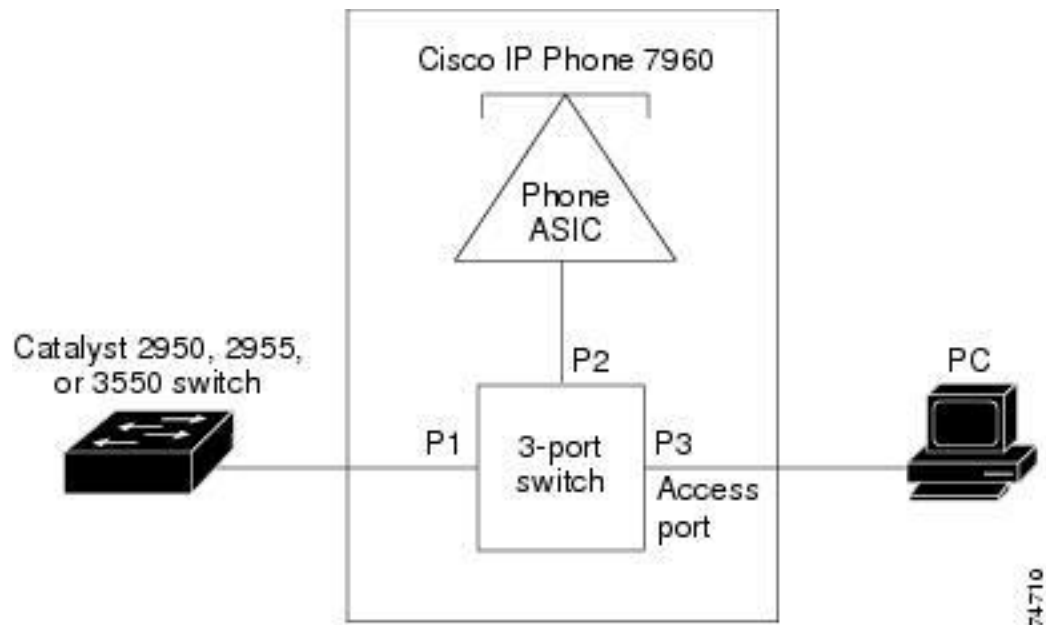 Cisco IP Phone 7960
Phone
ASIC
Catalyst 2950, 2955,
or 3550 switch
P2
PC
P1
3-port
switch
P3
Access
port
74710